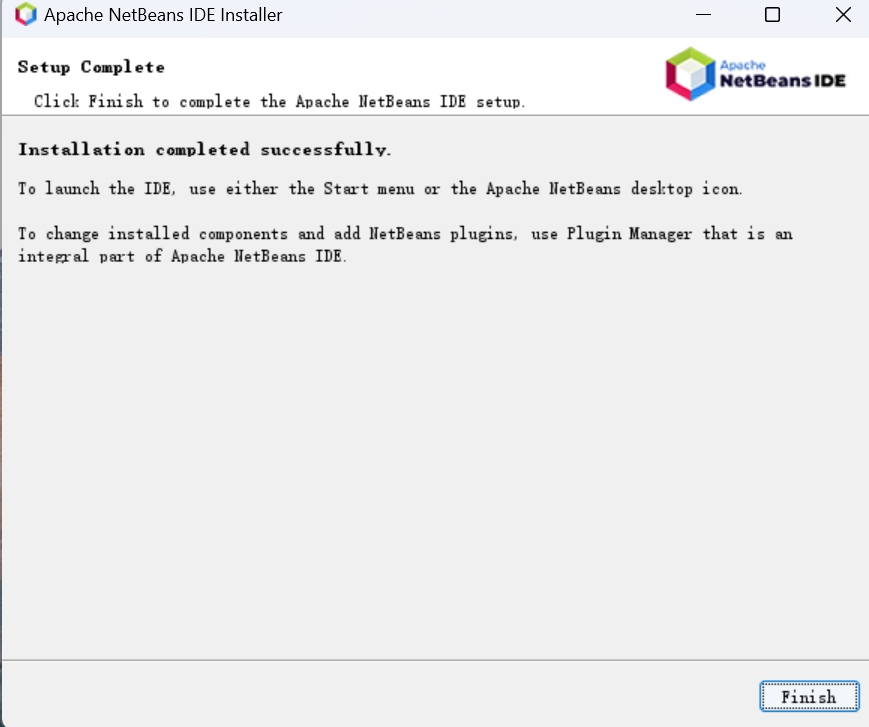 Apache NetBeans IDE Installer
Setup Complete
Click Finish to complete the Apache NetBeans IDE setup.
Apache
NetBeans IDE
Installation completed successfully.
To launch the IDE, use either the Start menu or the Apache NetBeans desktop icon.
To change installed components and add NetBeans plugins, use Plugin Manager that is an
integral part of Apache NetBeans IDE.
Finish